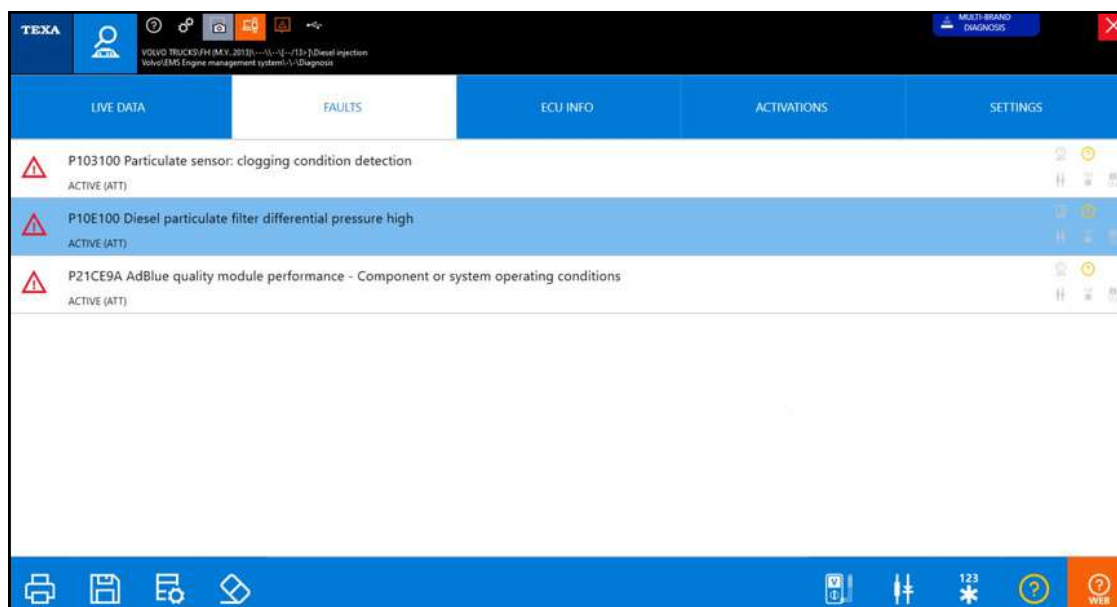 TEXA
MULTI-BRAND
DIAGNOSIS
VOLVO TRUCKS\FH (M.Y. 2013)\---\\--\[--/13> ]\Diesel injection
Volvo\EMS Engine management system\-\-\Diagnosis
LIVE DATA
FAULTS
ECU INFO
ACTIVATIONS
SETTINGS
P103100 Particulate sensor: clogging condition detection
ACTIVE (ATT)
P10E100 Diesel particulate filter differential pressure high
ACTIVE (ATT)
P21CE9A AdBlue quality module performance - Component or system operating conditions
ACTIVE (ATT)
123
WEB